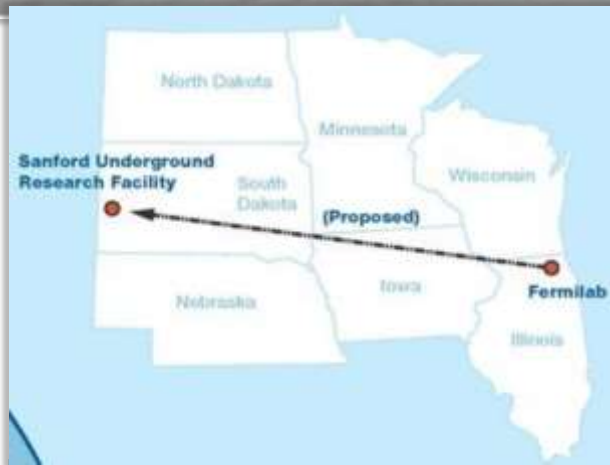 North Dakota
Minnesota
Sanford Underground
Research Facility
South
Dakota
Wisconsin
(Proposed)
Fermilab
Nebraska
Iowa
Illinois